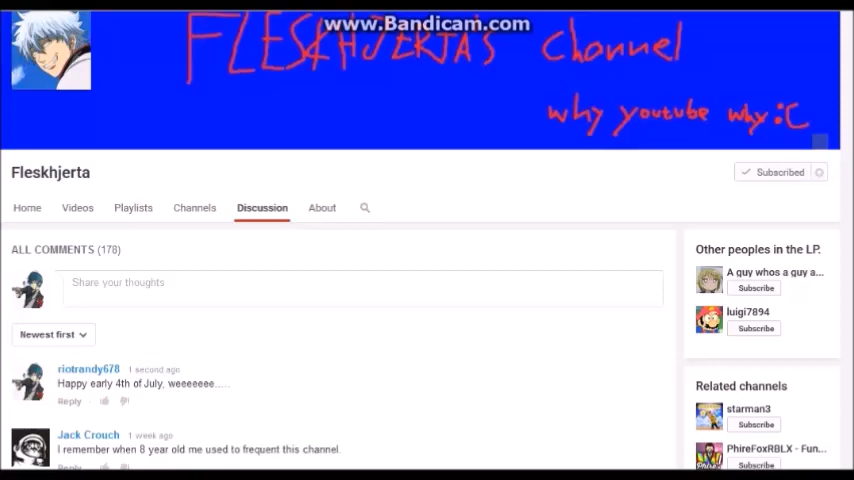 www.Bandicam.com
FLESKHJERTA'S channel
why youtube why :C
Fleskhjerta
Subscribed
Home Videos Playlists Channels Discussion About
ALL COMMENTS (178)
Share your thoughts
Newest first
riotrandy678 1 second ago
Happy early 4th of July, weeeeeee.....
Reply
Jack Crouch 1 week ago
I remember when 8 year old me used to frequent this channel.
Reply
Other peoples in the LP.
A guy whos a guy a...
Subscribe
luigi7894
Subscribe
Related channels
starman3
Subscribe
PhireFoxRBLX - Fun...
Subscribe